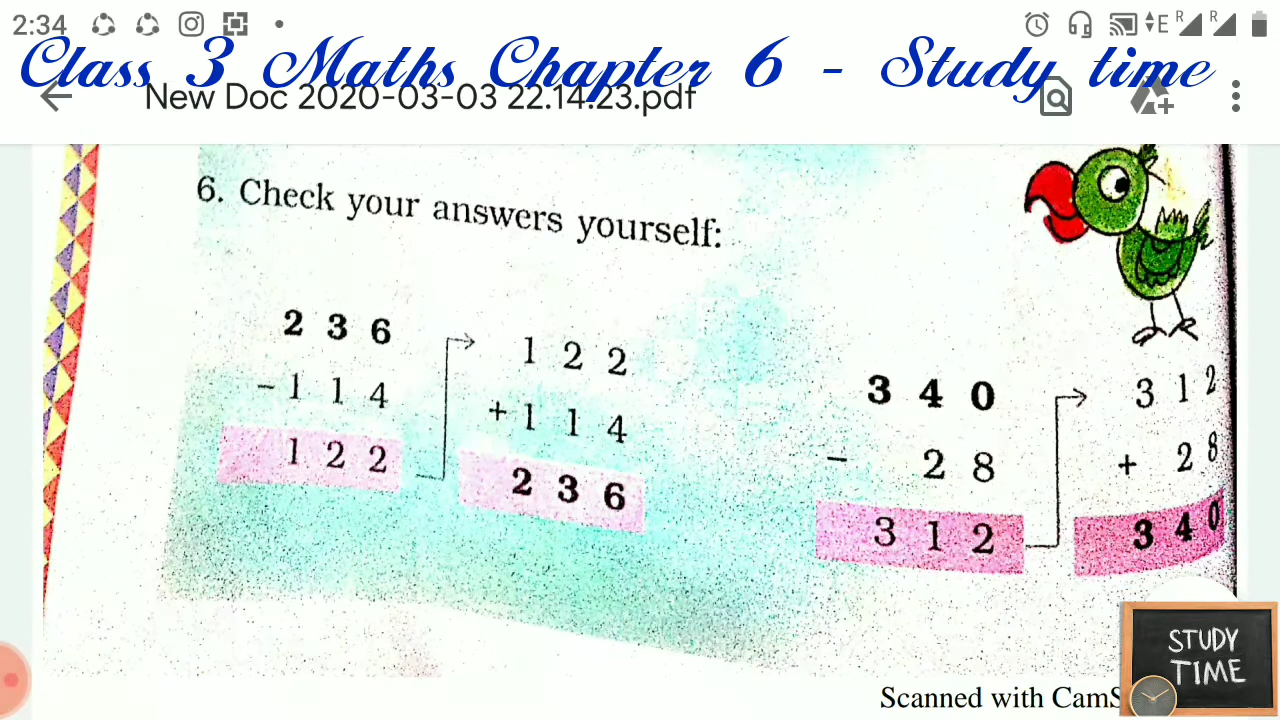 2:34
E R R
Class 3 Maths Chapter 6 - Study time
New Doc 2020-03-03 22.14.23.pdf
6. Check your answers yourself:
2 3 6
- 1 1 4
1 2 2
1 2 2
+ 1 1 4
2 3 6
3 4 0
- 2 8
3 1 2
3 1 2
+ 2 8
3 4 0
STUDY
TIME
Scanned with CamS